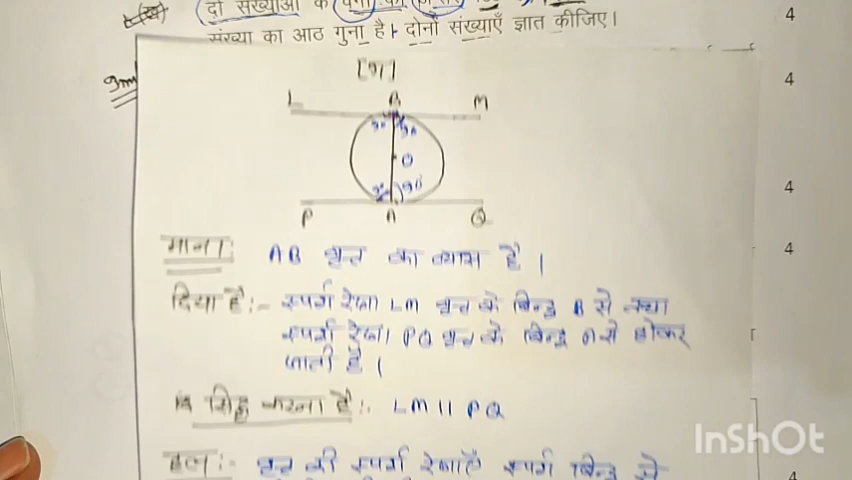 दो संख्याओं के वर्गों का
संख्या का आठ गुना है। दोनों संख्याएँ ज्ञात कीजिए।
4
4
4
4
4
[ग]
L B M
90 90
O
90 90
P A Q
माना:
AB वृत्त का व्यास है।
दिया है:- स्पर्श रेखा LM वृत्त के बिन्दु B से तथा
स्पर्श रेखा PQ वृत्त के बिन्दु A से होकर
जाती है।
सिद्ध करना है:- LM || PQ
हल:- वृत्त की स्पर्श रेखाएँ स्पर्श बिन्दु से
InShOt